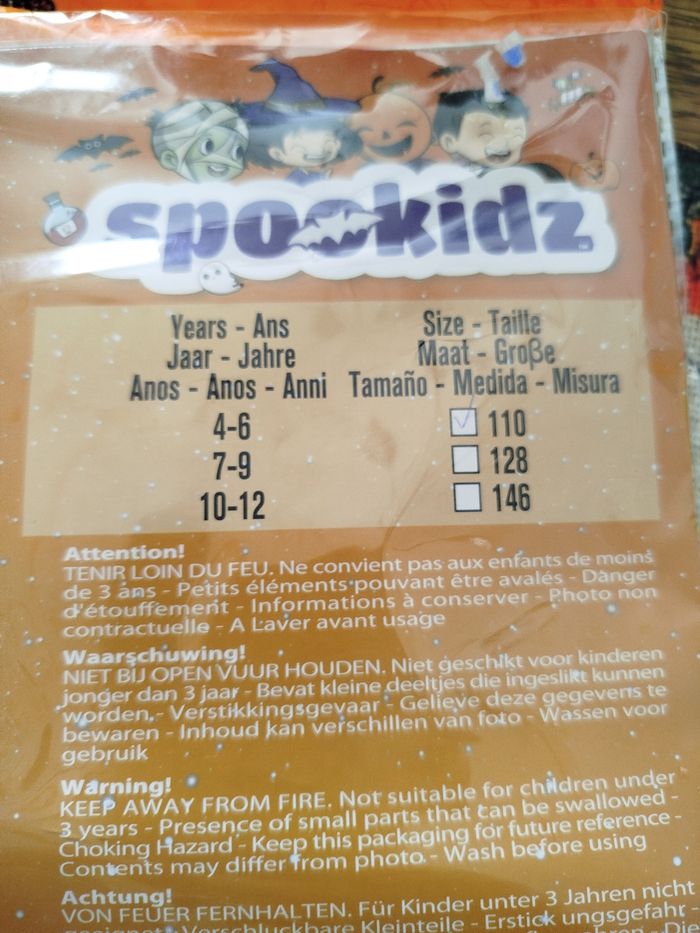 spookidz
Years - Ans
Jaar - Jahre
Anos - Anos - Anni
Size - Taille
Maat - Große
Tamaño - Medida - Misura
4-6
110
7-9
128
10-12
146
Attention!
TENIR LOIN DU FEU. Ne convient pas aux enfants de moins
de 3 ans - Petits éléments pouvant être avalés - Danger
d'étouffement - Informations à conserver - Photo non
contractuelle - A Laver avant usage
Waarschuwing!
NIET BIJ OPEN VUUR HOUDEN. Niet geschikt voor kinderen
jonger dan 3 jaar - Bevat kleine deeltjes die ingeslikt kunnen
worden. - Verstikkingsgevaar - Gelieve deze gegevens te
bewaren - Inhoud kan verschillen van foto - Wassen voor
gebruik
Warning!
KEEP AWAY FROM FIRE. Not suitable for children under
3 years - Presence of small parts that can be swallowed -
Choking Hazard - Keep this packaging for future reference -
Contents may differ from photo. - Wash before using
Achtung!
VON FEUER FERNHALTEN. Für Kinder unter 3 Jahren nicht
geeignet - Verschluckbare Kleinteile - Erstick ungsgefahr -